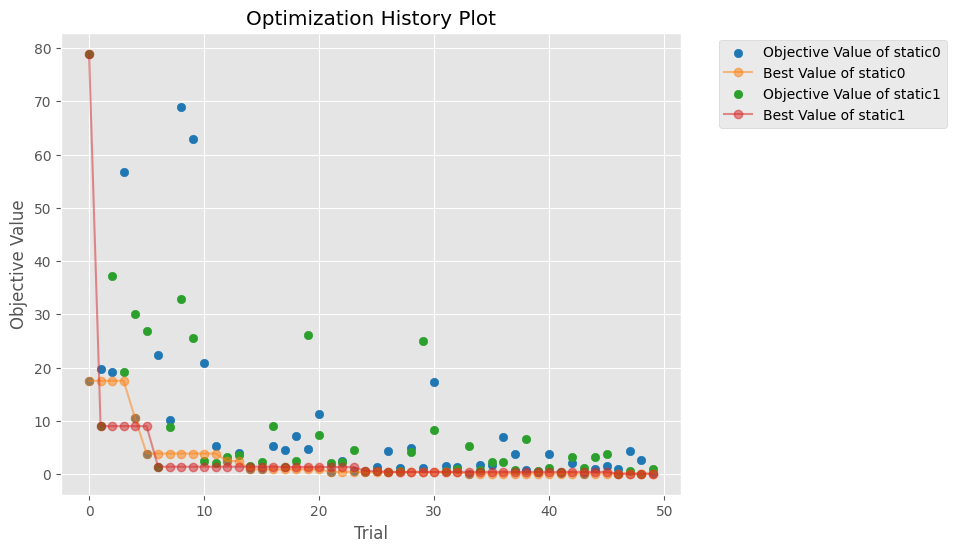 Optimization History Plot
Objective Value of static0
Best Value of static0
Objective Value of static1
Best Value of static1
Objective Value
80
70
60
50
40
30
20
10
0
0 10 20 30 40 50
Trial